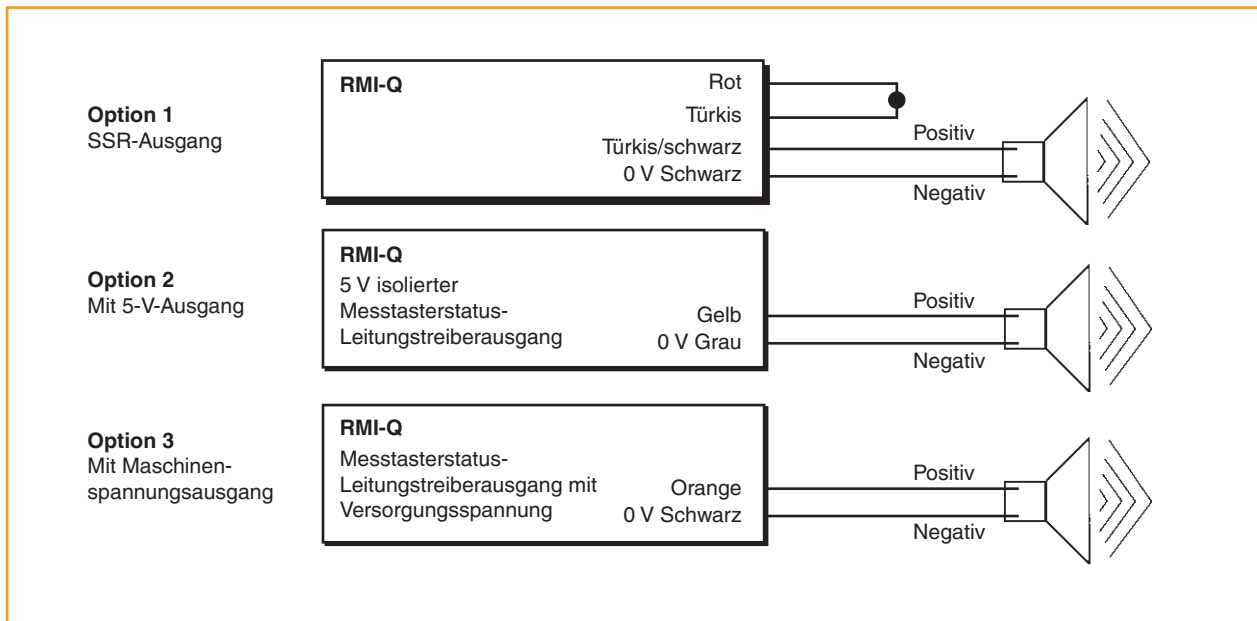 Option 1
SSR-Ausgang
RMI-Q
Rot
Türkis
Türkis/schwarz
0 V Schwarz
Positiv
Negativ
Option 2
Mit 5-V-Ausgang
RMI-Q
5 V isolierter
Messtasterstatus-
Leitungstreiberausgang
Gelb
0 V Grau
Positiv
Negativ
Option 3
Mit Maschinen-
spannungsausgang
RMI-Q
Messtasterstatus-
Leitungstreiberausgang mit
Versorgungsspannung
Orange
0 V Schwarz
Positiv
Negativ